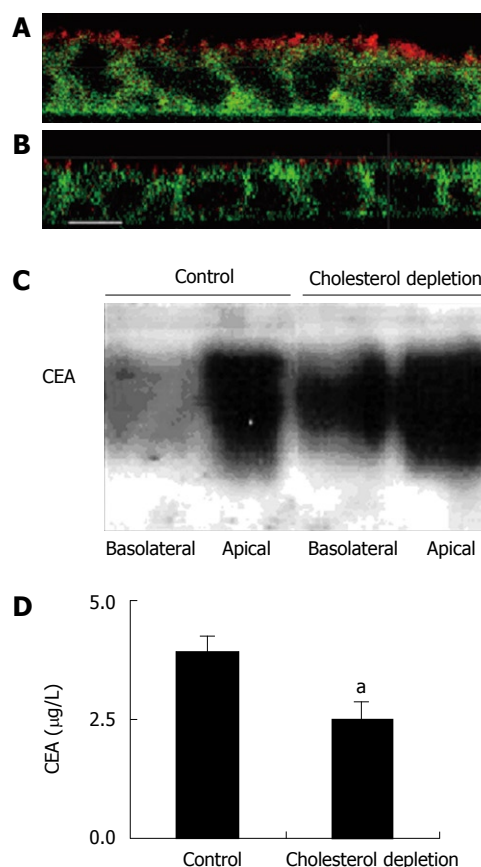 A
B
C
Control Cholesterol depletion
CEA
Basolateral Apical Basolateral Apical
D
5.0
a
2.5
CEA (μg/L)
0.0
Control Cholesterol depletion